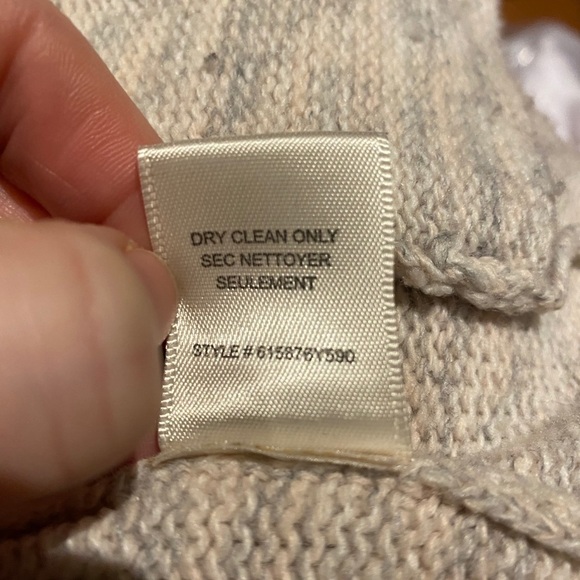 DRY CLEAN ONLY
SEC NETTOYER
SEULEMENT
STYLE # 615876Y590